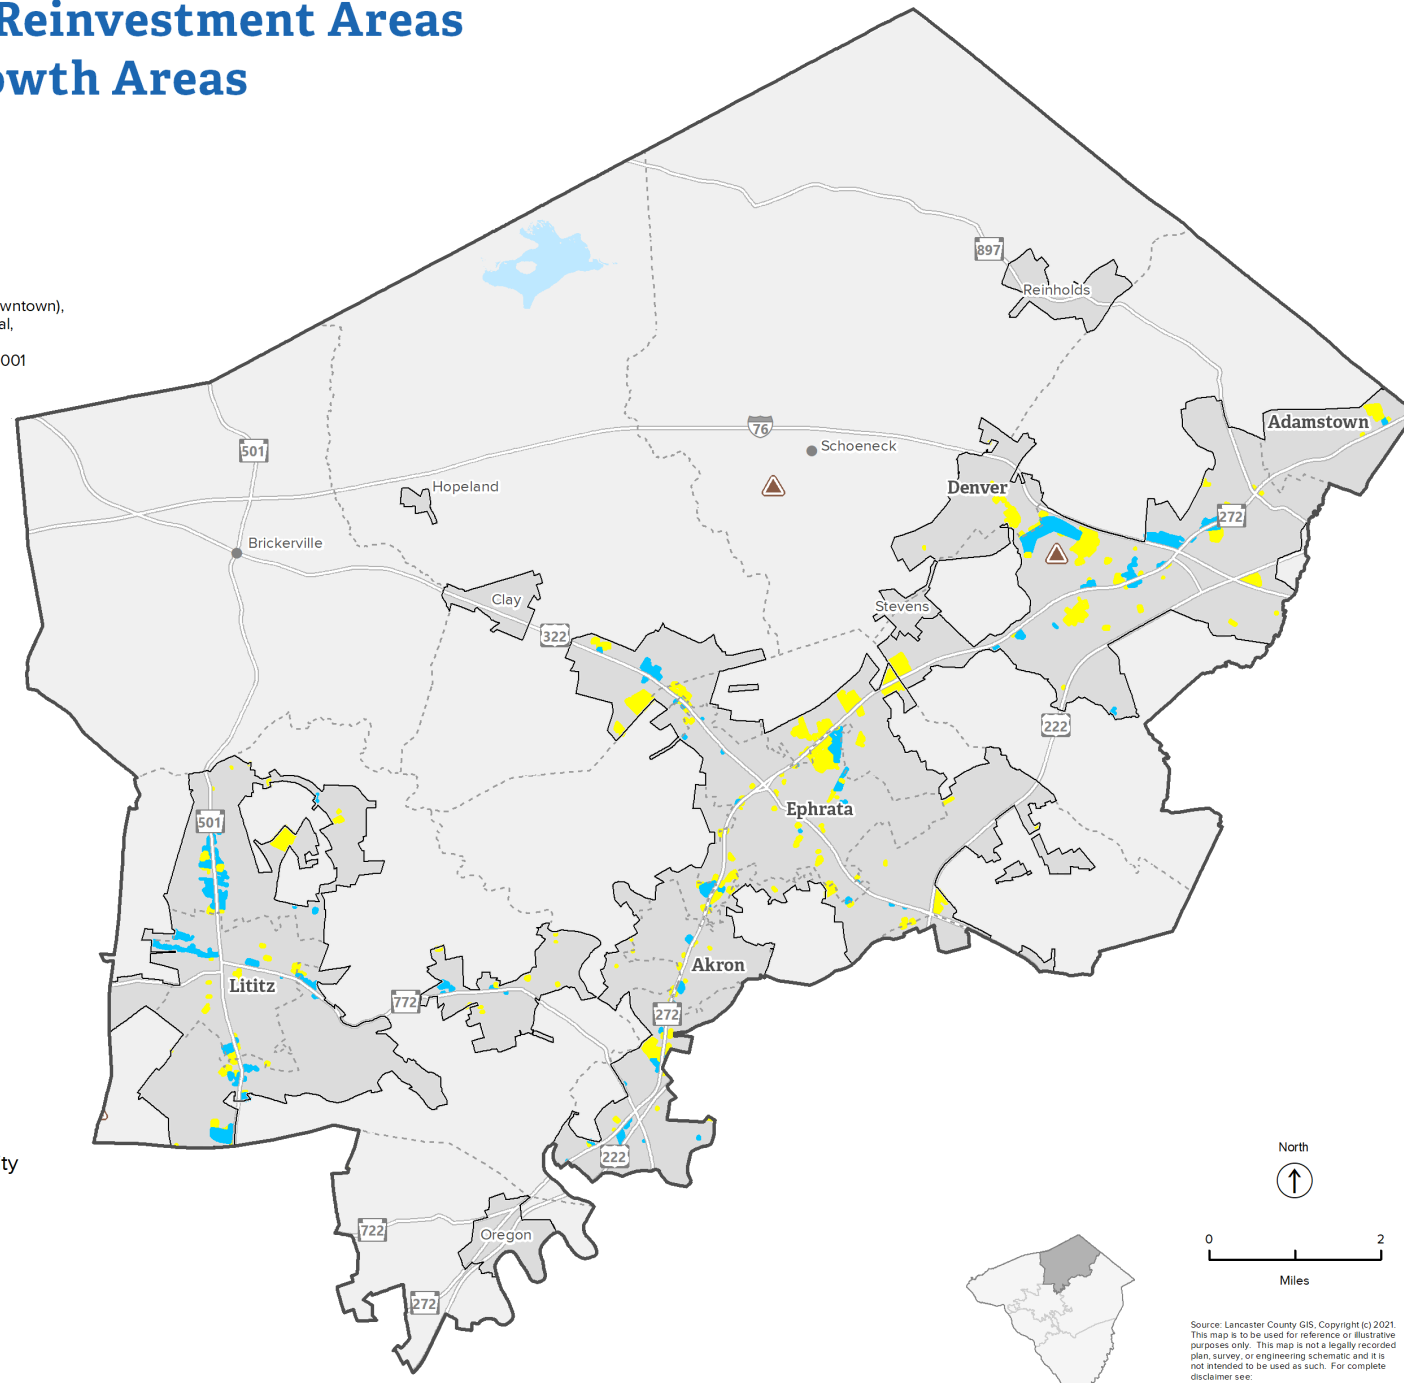 Reinvestment Areas
owth Areas
wntown),
al,
001
897
Reinholds
Adamstown
76
Schoeneck
501
Hopeland
Denver
272
Brickerville
Clay
Stevens
322
222
Ephrata
501
Akron
Lititz
772
272
222
ty
722
Oregon
272
North
0 2
Miles
Source: Lancaster County GIS, Copyright (c) 2021.
This map is to be used for reference or illustrative
purposes only. This map is not a legally recorded
plan, survey, or engineering schematic and it is
not intended to be used as such. For complete
disclaimer see: